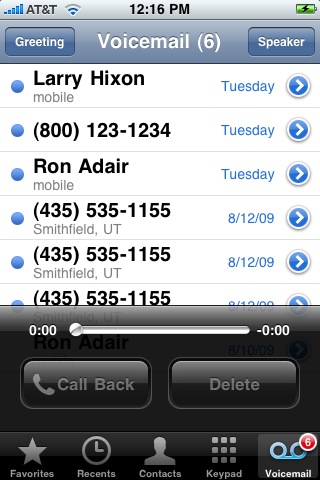 AT&T 12:16 PM
Greeting Voicemail (6) Speaker
Larry Hixon
mobile
Tuesday
(800) 123-1234
Tuesday
Ron Adair
mobile
Tuesday
(435) 535-1155
Smithfield, UT
8/12/09
(435) 535-1155
Smithfield, UT
8/12/09
(435) 535-1155
Smithfield, UT
8/12/09
0:00 -0:00
Ron Adair
8/10/09
Call Back Delete
6
Favorites Recents Contacts Keypad Voicemail